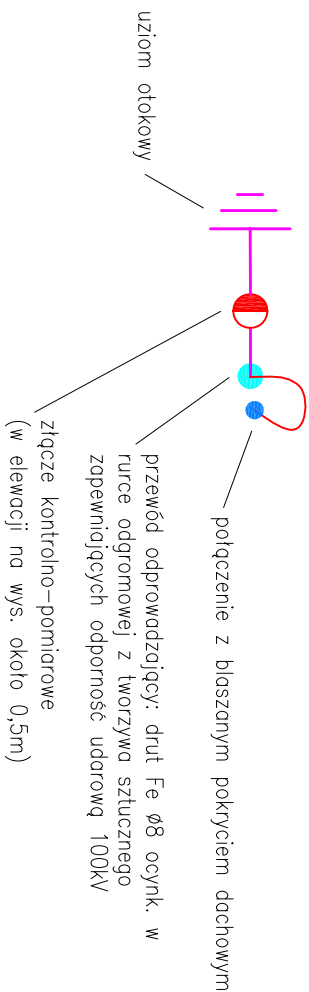 uziom otokowy
połączenie z blaszanym pokryciem dachowym
przewód odprowadzający: drut Fe ø8 ocynk. w
rurce odgromowej z tworzywa sztucznego
zapewniających odporność udarową 100kV
złącze kontrolno-pomiarowe
(w elewacji na wys. około 0,5m)